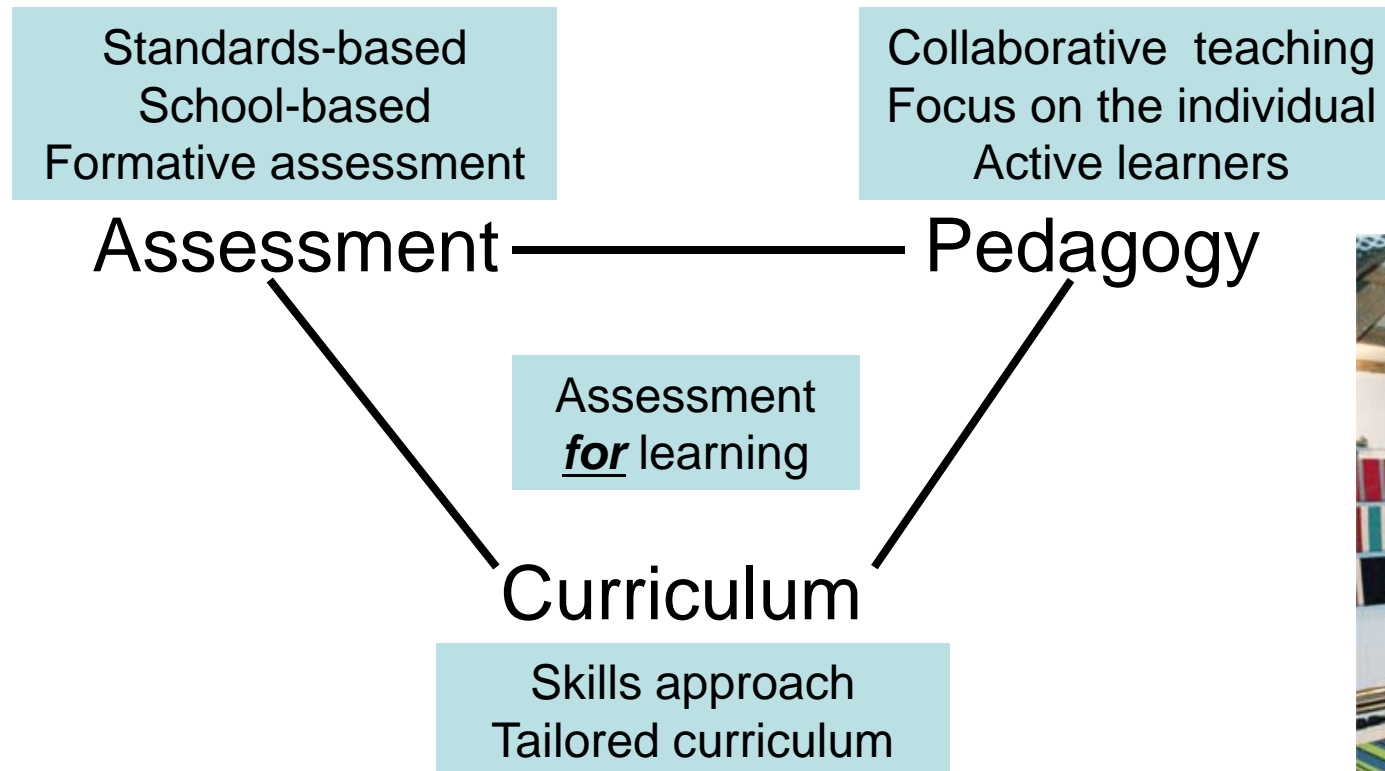 Standards-based
School-based
Formative assessment
Collaborative teaching
Focus on the individual
Active learners
Assessment
Pedagogy
Assessment
for learning
Curriculum
Skills approach
Tailored curriculum